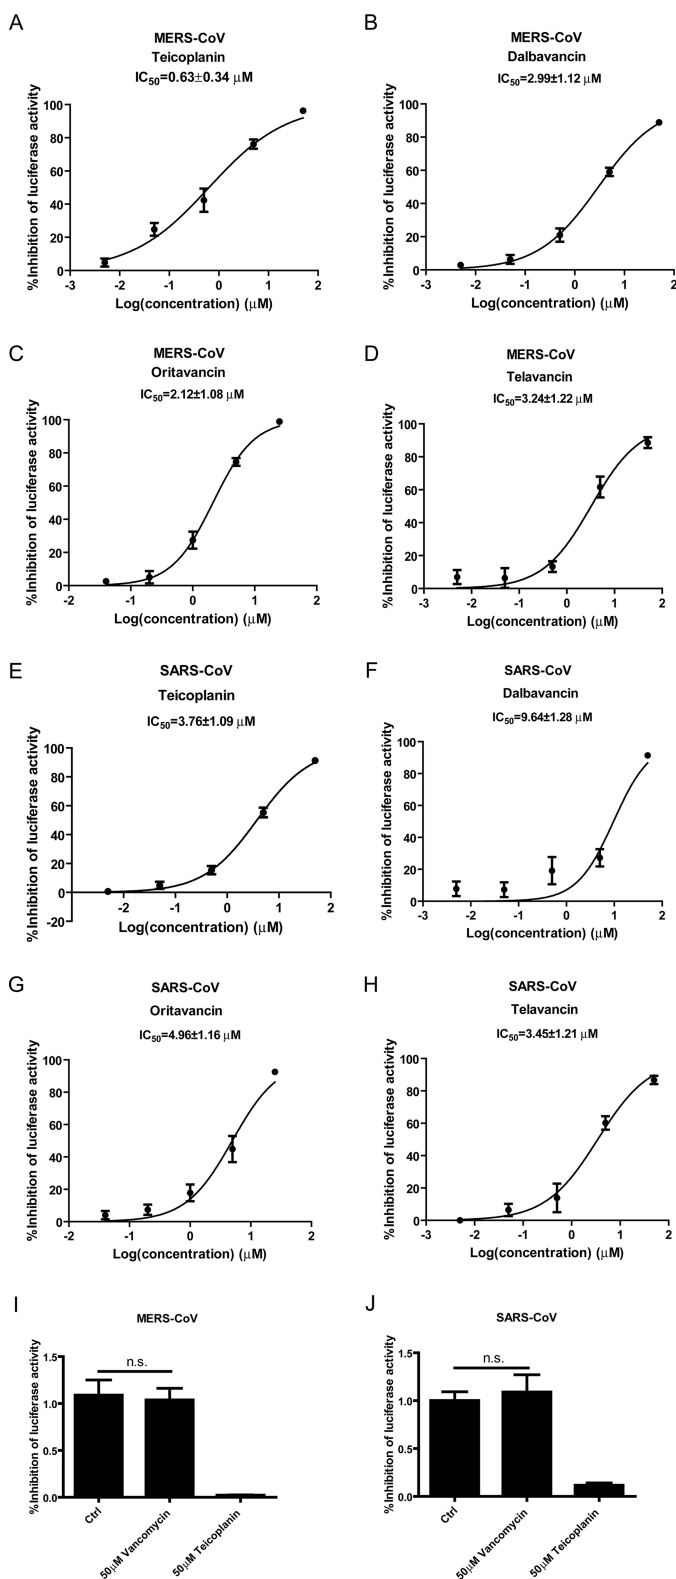 A
MERS-CoV
Teicoplanin
IC50=0.63±0.34 μM
%Inhibition of luciferase activity
100
80
60
40
20
0
-3 -2 -1 0 1 2
Log(concentration) (μM)
B
MERS-CoV
Dalbavancin
IC50=2.99±1.12 μM
%Inhibition of luciferase activity
100
80
60
40
20
0
-3 -2 -1 0 1 2
Log(concentration) (μM)
C
MERS-CoV
Oritavancin
IC50=2.12±1.08 μM
%Inhibition of luciferase activity
100
80
60
40
20
0
-2 -1 0 1 2
Log(concentration) (μM)
D
MERS-CoV
Telavancin
IC50=3.24±1.22 μM
%Inhibition of luciferase activity
100
80
60
40
20
0
-3 -2 -1 0 1 2
Log(concentration) (μM)
E
SARS-CoV
Teicoplanin
IC50=3.76±1.09 μM
%Inhibition of luciferase activity
100
80
60
40
20
0
-20
-2 -1 0 1 2
Log(concentration) (μM)
F
SARS-CoV
Dalbavancin
IC50=9.64±1.28 μM
%Inhibition of luciferase activity
100
80
60
40
20
0
-3 -2 -1 0 1 2
Log(concentration) (μM)
G
SARS-CoV
Oritavancin
IC50=4.96±1.16 μM
%Inhibition of luciferase activity
100
80
60
40
20
0
-2 -1 0 1 2
Log(concentration) (μM)
H
SARS-CoV
Telavancin
IC50=3.45±1.21 μM
%Inhibition of luciferase activity
100
80
60
40
20
0
-3 -2 -1 0 1 2
Log(concentration) (μM)
I
MERS-CoV
%Inhibition of luciferase activity
1.5
1.0
0.5
0.0
n.s.
Ctrl
50μM Vancomycin
50μM Teicoplanin
J
SARS-CoV
%Inhibition of luciferase activity
1.5
1.0
0.5
0.0
n.s.
Ctrl
50μM Vancomycin
50μM Teicoplanin